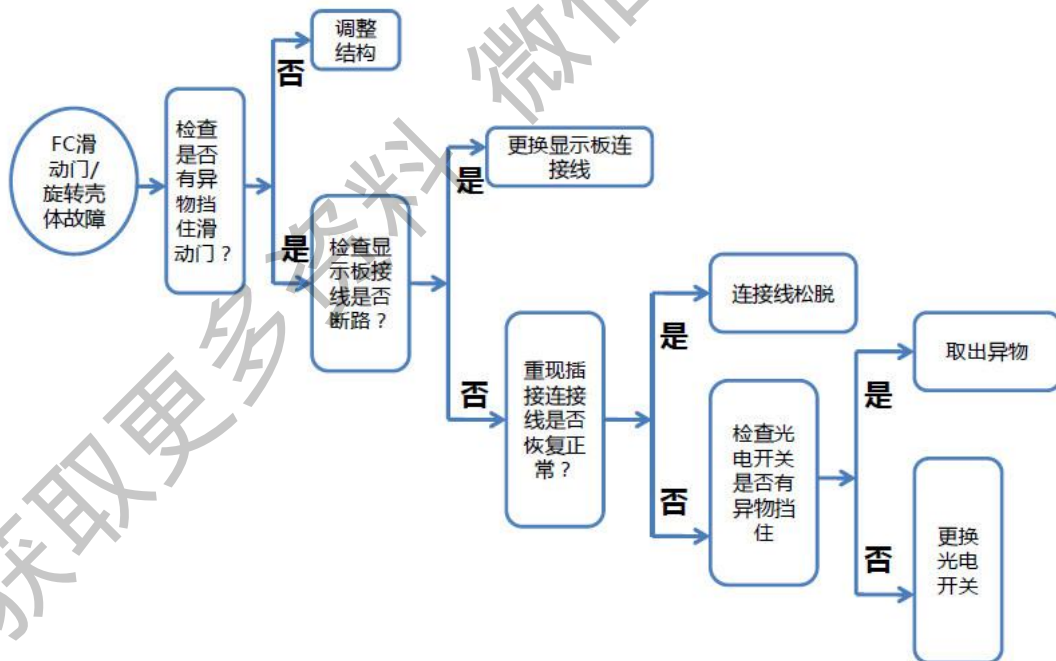 调整
结构
否
FC滑
动门/
旋转壳
体故障
检查
是否
有异
物挡
住滑
动门？
是
检查显
示板接
线是否
断路？
更换显示板连
接线
是
否
重现插
接连接
线是否
恢复正
常？
连接线松脱
是
否
检查光
电开关
是否有
异物挡
住
取出异物
是
否
更换
光电
开关
获取更多资料 微信